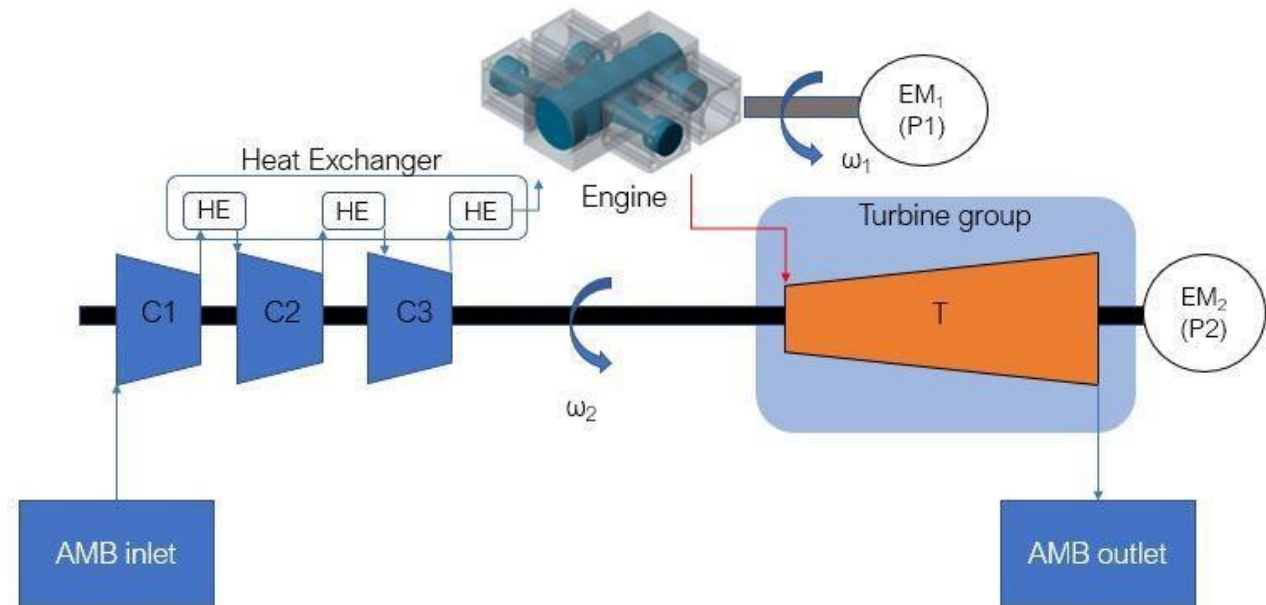 EM₁
(P1)
ω₁
Heat Exchanger
HE
HE
HE
Engine
Turbine group
C1
C2
C3
T
EM₂
(P2)
ω₂
AMB inlet
AMB outlet